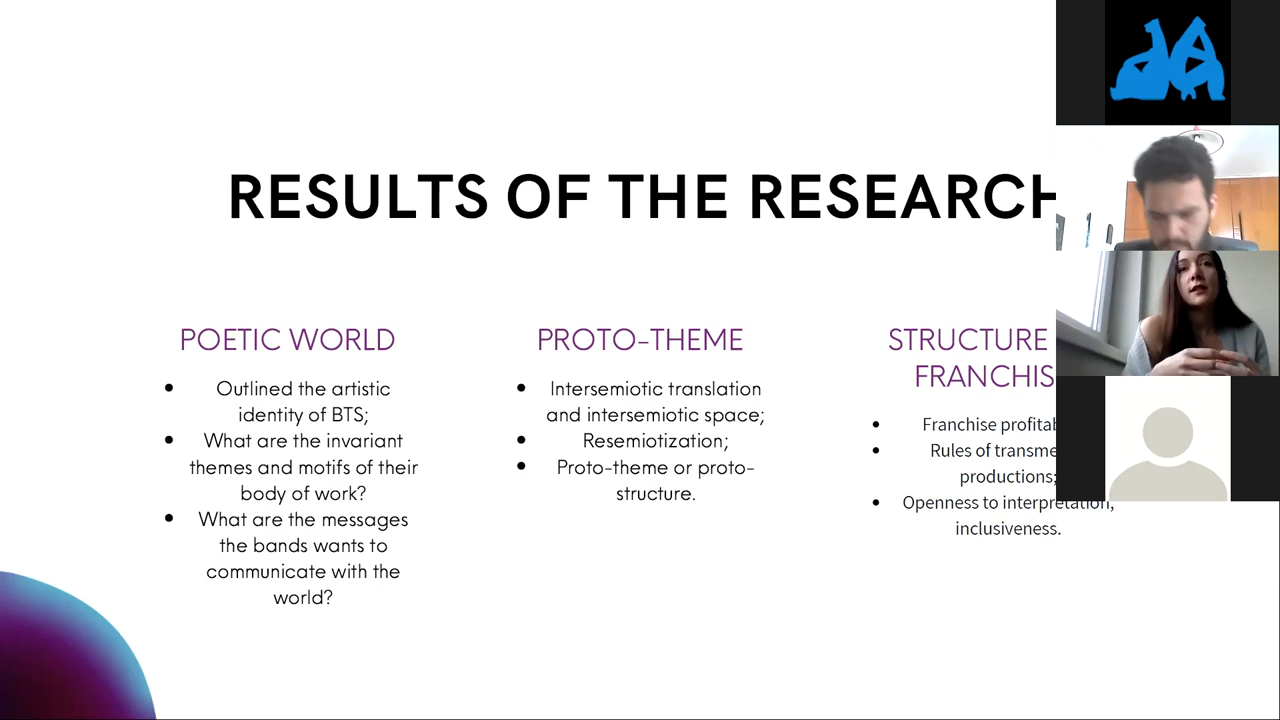 RESULTS OF THE RESEARCH
POETIC WORLD
Outlined the artistic
identity of BTS;
What are the invariant
themes and motifs of their
body of work?
What are the messages
the bands wants to
communicate with the
world?
PROTO-THEME
Intersemiotic translation
and intersemiotic space;
Resemiotization;
Proto-theme or proto-
structure.
STRUCTURE
Franchise
Rules of
productions;
Openness to interpretation,
inclusiveness.